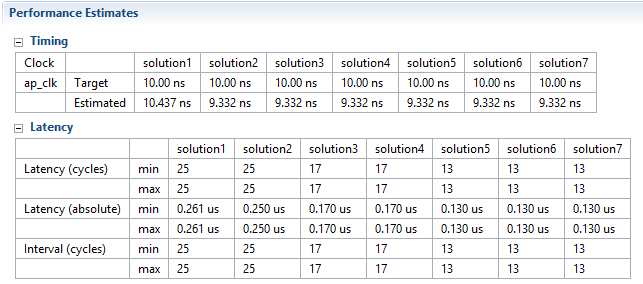 Performance Estimates
Timing
Clock solution1 solution2 solution3 solution4 solution5 solution6 solution7
ap_clk Target 10.00 ns 10.00 ns 10.00 ns 10.00 ns 10.00 ns 10.00 ns 10.00 ns
Estimated 10.437 ns 9.332 ns 9.332 ns 9.332 ns 9.332 ns 9.332 ns 9.332 ns
Latency
solution1 solution2 solution3 solution4 solution5 solution6 solution7
Latency (cycles) min 25 25 17 17 13 13 13
max 25 25 17 17 13 13 13
Latency (absolute) min 0.261 us 0.250 us 0.170 us 0.170 us 0.130 us 0.130 us 0.130 us
max 0.261 us 0.250 us 0.170 us 0.170 us 0.130 us 0.130 us 0.130 us
Interval (cycles) min 25 25 17 17 13 13 13
max 25 25 17 17 13 13 13